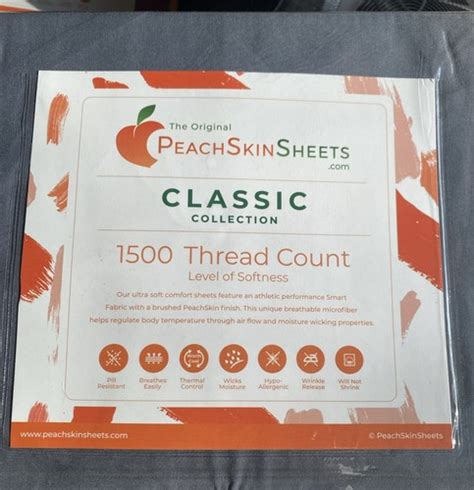 The Original
PEACHSKINSHEETS
.com
CLASSIC
COLLECTION
1500 Thread Count
Level of Softness
Our ultra soft comfort sheets feature an athletic performance Smart
Fabric with a brushed PeachSkin finish. This unique breathable microfiber
helps regulate body temperature through air flow and moisture wicking properties.
Pill Resistant
Breathes Easily
Thermal Control
Wicks Moisture
Hypo-Allergenic
Wrinkle Release
Will Not Shrink
www.peachskinsheets.com © PeachSkinSheets